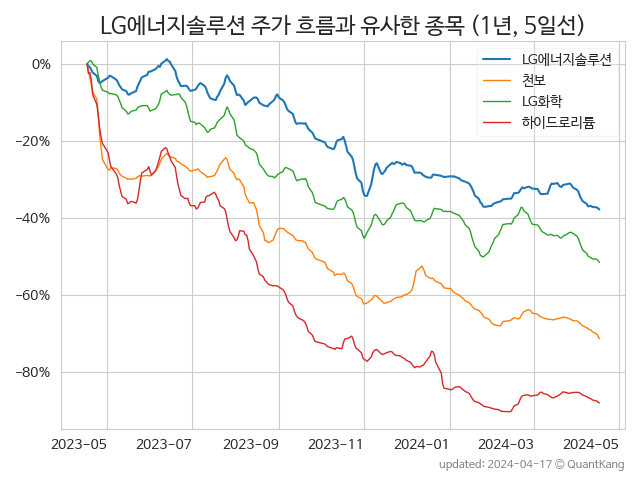 LG에너지솔루션 주가 흐름과 유사한 종목 (1년, 5일선)
LG에너지솔루션
천보
LG화학
하이드로리튬
0%
−20%
−40%
−60%
−80%
2023-05 2023-07 2023-09 2023-11 2024-01 2024-03 2024-05
updated: 2024-04-17 © QuantKang